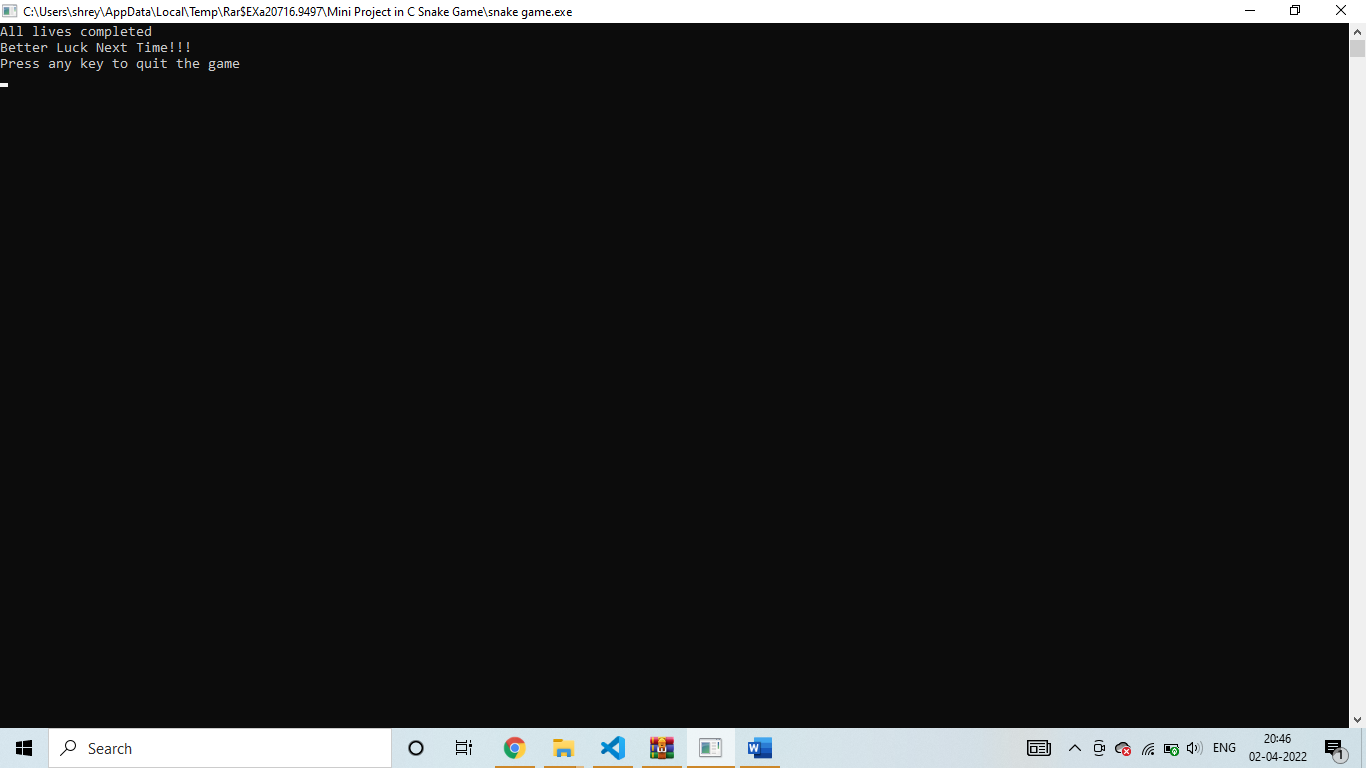 C:\Users\shrey\AppData\Local\Temp\Rar$EXa20716.9497\Mini Project in C Snake Game\snake game.exe
All lives completed
Better Luck Next Time!!!
Press any key to quit the game
Search
ENG
20:46
02-04-2022
1